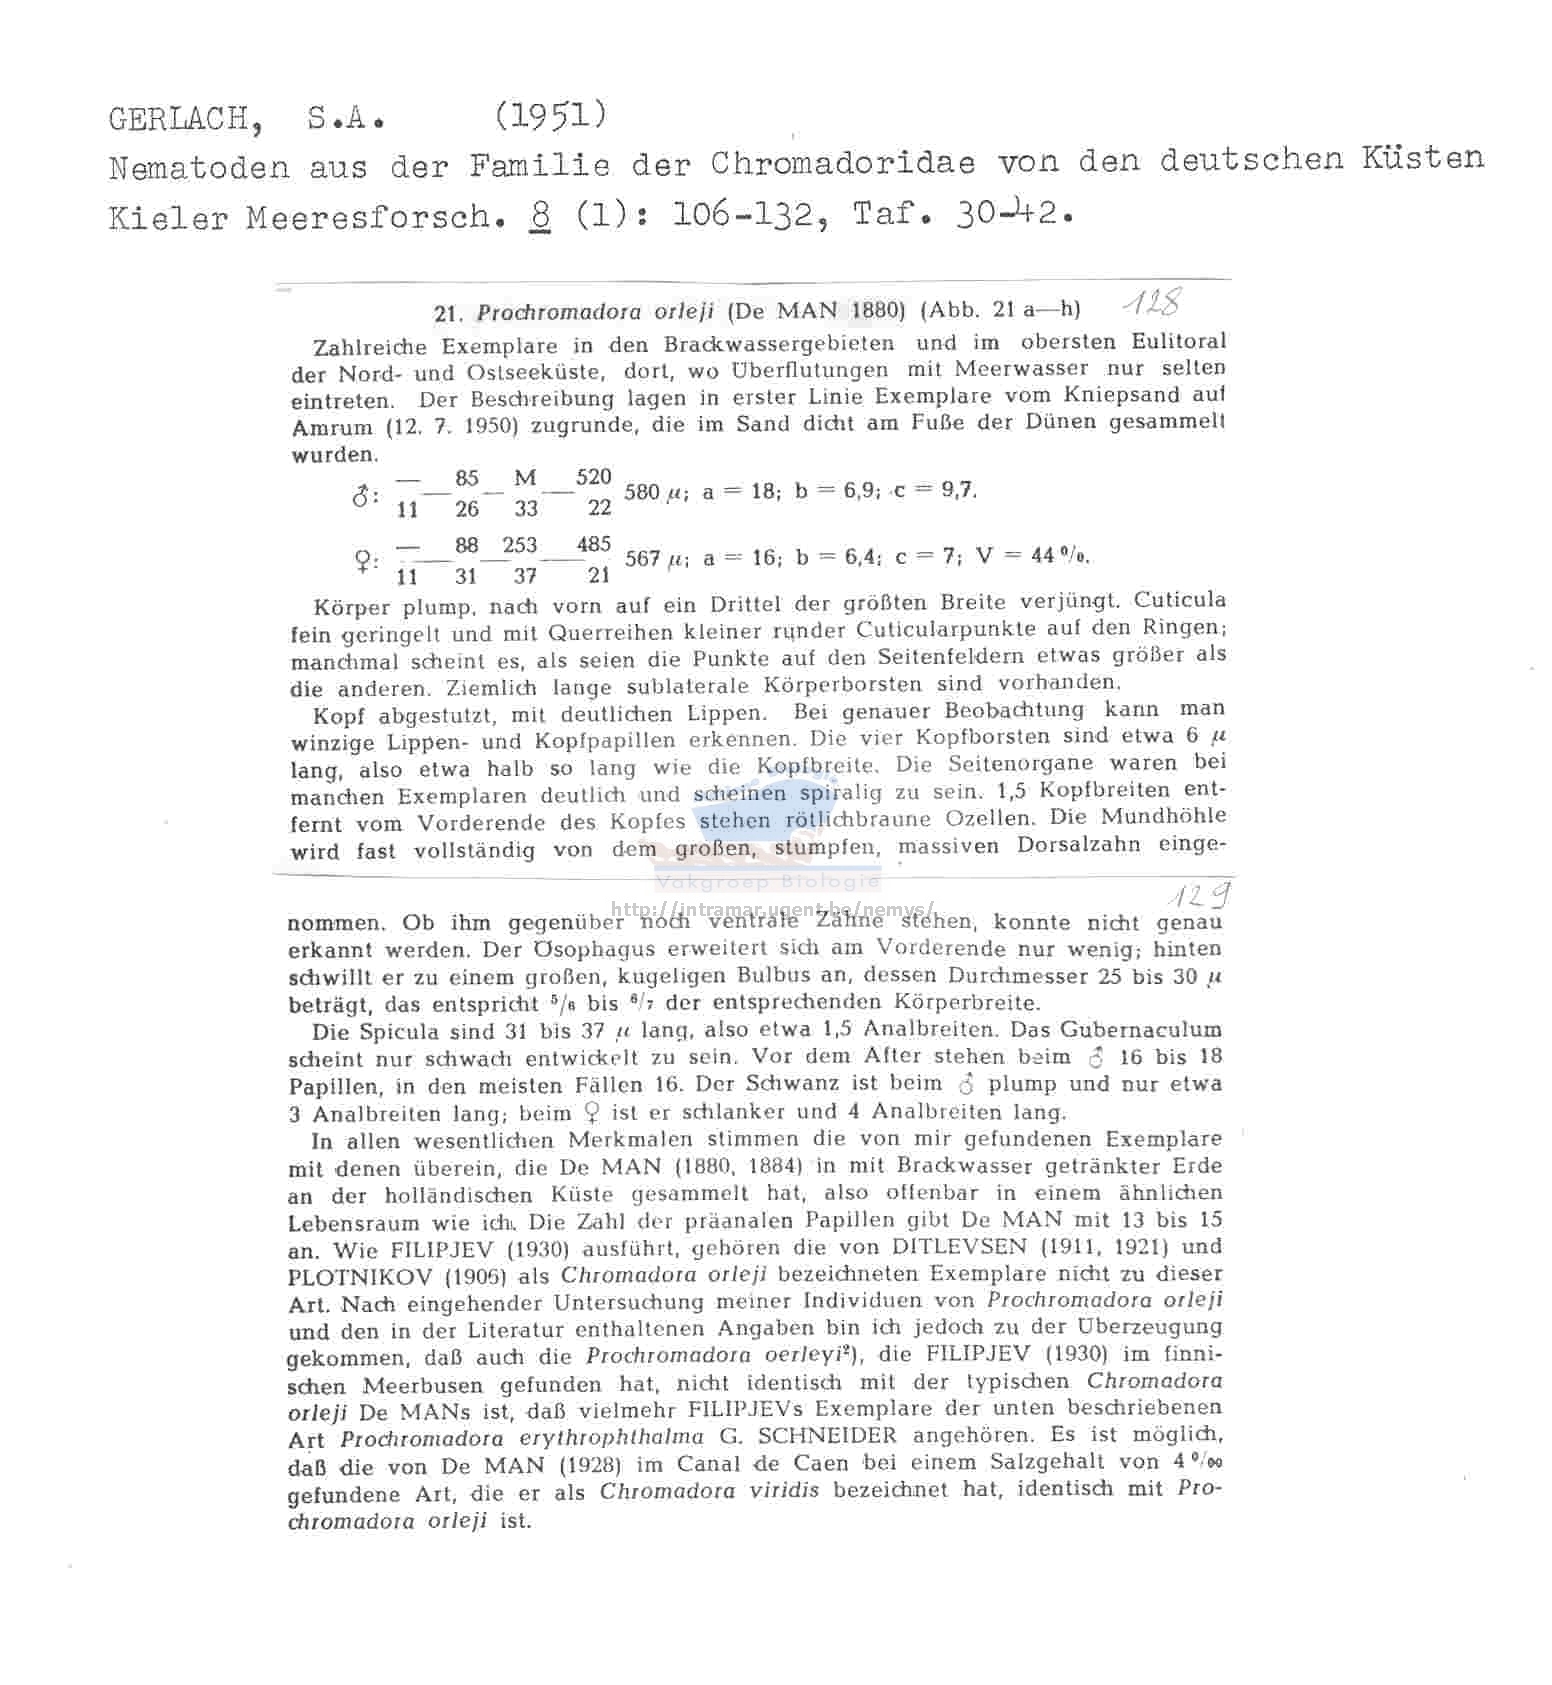 GERLACH, S.A. (1951)
Nematoden aus der Familie der Chromadoridae von den deutschen Küsten
Kieler Meeresforsch. 8 (1): 106-132, Taf. 30-42.
21. Prochromadora orleji (De MAN 1880) (Abb. 21 a—h) 128
Zahlreiche Exemplare in den Brackwassergebieten und im obersten Eulitoral
der Nord- und Ostseeküste, dort, wo Überflutungen mit Meerwasser nur selten
eintreten. Der Beschreibung lagen in erster Linie Exemplare vom Kniepsand auf
Amrum (12. 7. 1950) zugrunde, die im Sand dicht am Fuße der Dünen gesammelt
wurden.
— 85 M 520
♂: — — — 580 μ; a = 18; b = 6,9; c = 9,7.
11 26 33 22
— 88 253 485
♀: — — — 567 μ; a = 16; b = 6,4; c = 7; V = 44 %.
11 31 37 21
Körper plump, nach vorn auf ein Drittel der größten Breite verjüngt. Cuticula
fein geringelt und mit Querreihen kleiner runder Cuticularpunkte auf den Ringen;
manchmal scheint es, als seien die Punkte auf den Seitenfeldern etwas größer als
die anderen. Ziemlich lange sublaterale Körperborsten sind vorhanden.
Kopf abgestutzt, mit deutlichen Lippen. Bei genauer Beobachtung kann man
winzige Lippen- und Kopfpapillen erkennen. Die vier Kopfborsten sind etwa 6 μ
lang, also etwa halb so lang wie die Kopfbreite. Die Seitenorgane waren bei
manchen Exemplaren deutlich und scheinen spiralig zu sein. 1,5 Kopfbreiten ent-
fernt vom Vorderende des Kopfes stehen rötlichbraune Ozellen. Die Mundhöhle
wird fast vollständig von dem großen, stumpfen, massiven Dorsalzahn einge-
Vakgroep Biologie
129
http://intramar.ugent.be/nemys/
nommen. Ob ihm gegenüber noch ventrale Zähne stehen, konnte nicht genau
erkannt werden. Der Ösophagus erweitert sich am Vorderende nur wenig; hinten
schwillt er zu einem großen, kugeligen Bulbus an, dessen Durchmesser 25 bis 30 μ
beträgt, das entspricht 5/6 bis 6/7 der entsprechenden Körperbreite.
Die Spicula sind 31 bis 37 μ lang, also etwa 1,5 Analbreiten. Das Gubernaculum
scheint nur schwach entwickelt zu sein. Vor dem After stehen beim ♂ 16 bis 18
Papillen, in den meisten Fällen 16. Der Schwanz ist beim ♂ plump und nur etwa
3 Analbreiten lang; beim ♀ ist er schlanker und 4 Analbreiten lang.
In allen wesentlichen Merkmalen stimmen die von mir gefundenen Exemplare
mit denen überein, die De MAN (1880, 1884) in mit Brackwasser getränkter Erde
an der holländischen Küste gesammelt hat, also offenbar in einem ähnlichen
Lebensraum wie ich. Die Zahl der präanalen Papillen gibt De MAN mit 13 bis 15
an. Wie FILIPJEV (1930) ausführt, gehören die von DITLEVSEN (1911, 1921) und
PLOTNIKOV (1905) als Chromadora orleji bezeichneten Exemplare nicht zu dieser
Art. Nach eingehender Untersuchung meiner Individuen von Prochromadora orleji
und den in der Literatur enthaltenen Angaben bin ich jedoch zu der Überzeugung
gekommen, daß auch die Prochromadora oerleyi²), die FILIPJEV (1930) im finni-
schen Meerbusen gefunden hat, nicht identisch mit der typischen Chromadora
orleji De MANs ist, daß vielmehr FILIPJEVs Exemplare der unten beschriebenen
Art Prochromadora erythrophthalma G. SCHNEIDER angehören. Es ist möglich,
daß die von De MAN (1928) im Canal de Caen bei einem Salzgehalt von 4 ‰
gefundene Art, die er als Chromadora viridis bezeichnet hat, identisch mit Pro-
chromadora orleji ist.